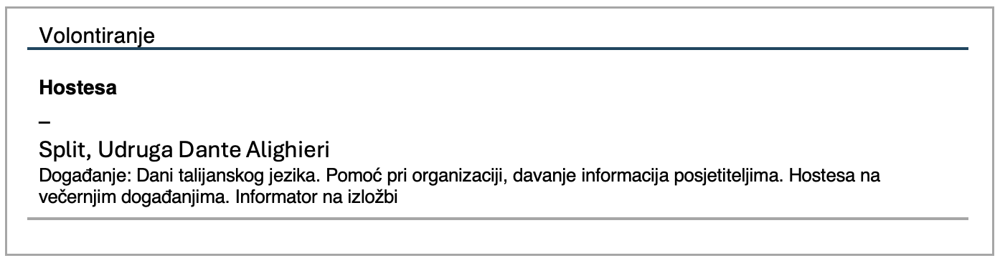 Volontiranje
Hostesa
–
Split, Udruga Dante Alighieri
Događanje: Dani talijanskog jezika. Pomoć pri organizaciji, davanje informacija posjetiteljima. Hostesa na
večernjim događanjima. Informator na izložbi